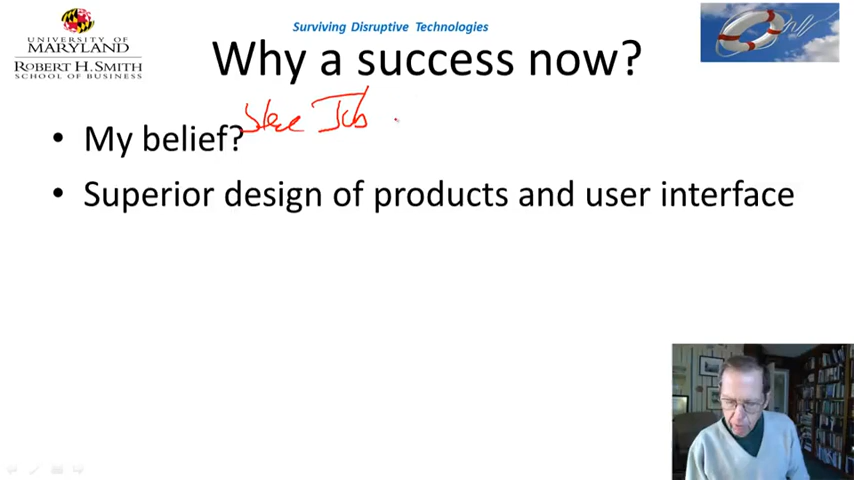 Surviving Disruptive Technologies
UNIVERSITY OF
MARYLAND
ROBERT H. SMITH
SCHOOL OF BUSINESS
Why a success now?
Steve Jobs
• My belief?
• Superior design of products and user interface